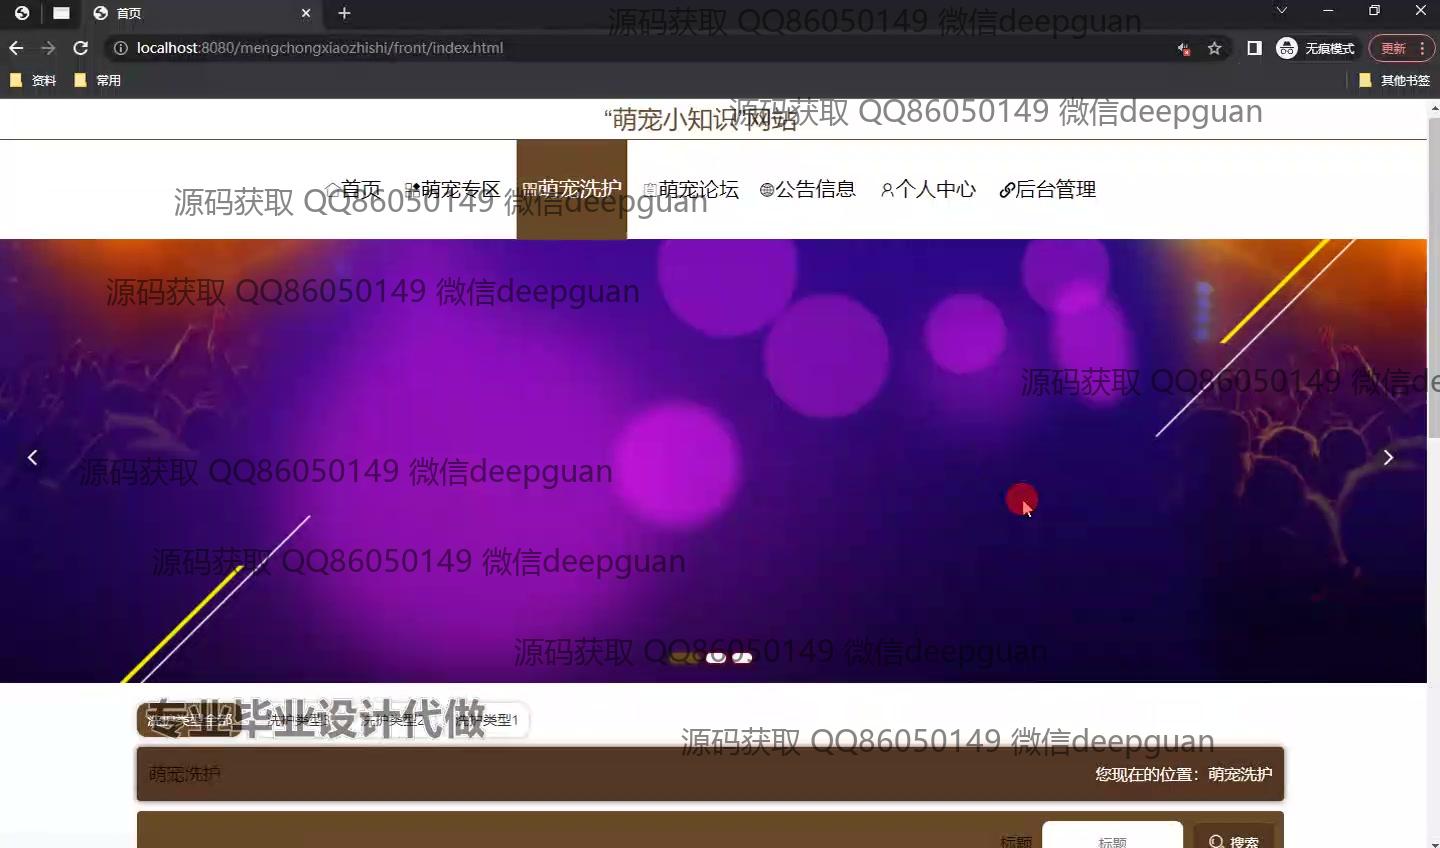 首页
源码获取 QQ86050149 微信deepguan
localhost:8080/mengchongxiaozhishi/front/index.html
无痕模式
更新
资料
常用
其他书签
“萌宠小知识”网站
源码获取 QQ86050149 微信deepguan
首页
萌宠专区
萌宠洗护
萌宠论坛
公告信息
个人中心
后台管理
源码获取 QQ86050149 微信deepguan
源码获取 QQ86050149 微信deepguan
源码获取 QQ86050149 微信de
源码获取 QQ86050149 微信deepguan
源码获取 QQ86050149 微信deepguan
源码获取 QQ86050149 微信deepguan
专业毕业设计代做
洗护类型全部
洗护类型3
洗护类型2
洗护类型1
源码获取 QQ86050149 微信deepguan
萌宠洗护
您现在的位置：萌宠洗护
标题
标题
搜索